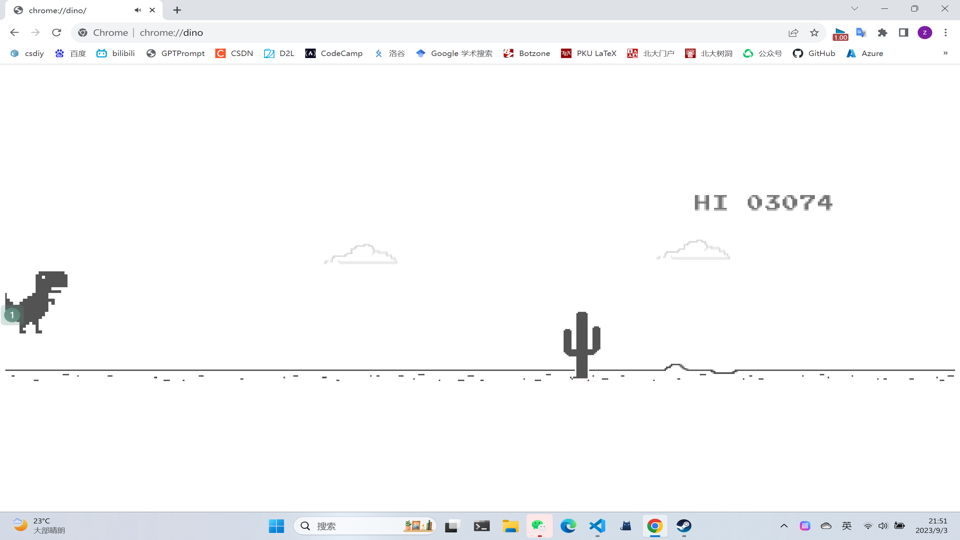 chrome://dino/
Chrome | chrome://dino
1.00
z
csdiy 百度 bilibili GPTPrompt CSDN D2L CodeCamp 洛谷 Google 学术搜索 Botzone PKU LaTeX 北大门户 北大树洞 公众号 GitHub Azure »
HI 03074
1
23°C
大部晴朗
搜索
英
21:51
2023/9/3